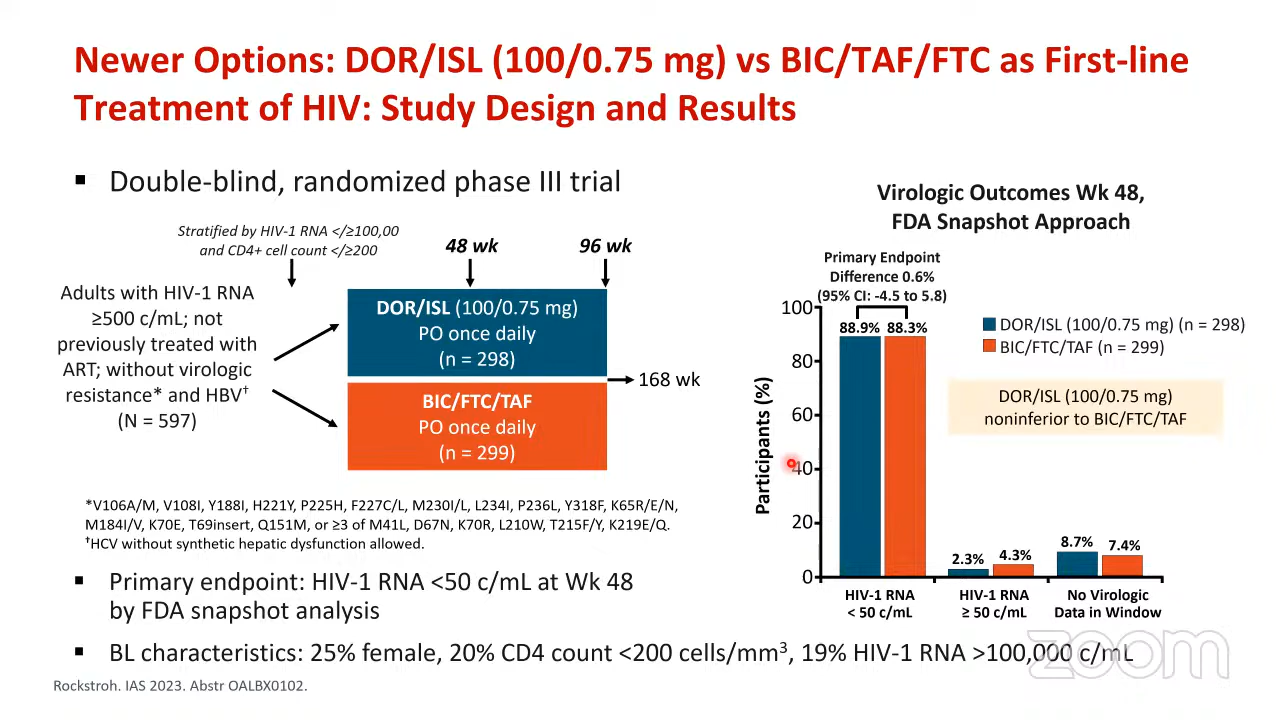 Newer Options: DOR/ISL (100/0.75 mg) vs BIC/TAF/FTC as First-line
Treatment of HIV: Study Design and Results
▪ Double-blind, randomized phase III trial
Stratified by HIV-1 RNA </≥100,00
and CD4+ cell count </≥200
48 wk
96 wk
Adults with HIV-1 RNA
≥500 c/mL; not
previously treated with
ART; without virologic
resistance* and HBV†
(N = 597)
DOR/ISL (100/0.75 mg)
PO once daily
(n = 298)
BIC/FTC/TAF
PO once daily
(n = 299)
168 wk
*V106A/M, V108I, Y188I, H221Y, P225H, F227C/L, M230I/L, L234I, P236L, Y318F, K65R/E/N,
M184I/V, K70E, T69insert, Q151M, or ≥3 of M41L, D67N, K70R, L210W, T215F/Y, K219E/Q.
†HCV without synthetic hepatic dysfunction allowed.
▪ Primary endpoint: HIV-1 RNA <50 c/mL at Wk 48
by FDA snapshot analysis
▪ BL characteristics: 25% female, 20% CD4 count <200 cells/mm³, 19% HIV-1 RNA >100,000 c/mL
Rockstroh. IAS 2023. Abstr OALBX0102.
Virologic Outcomes Wk 48,
FDA Snapshot Approach
Primary Endpoint
Difference 0.6%
(95% CI: -4.5 to 5.8)
Participants (%)
100
80
60
40
20
0
88.9% 88.3%
2.3% 4.3%
8.7% 7.4%
DOR/ISL (100/0.75 mg) (n = 298)
BIC/FTC/TAF (n = 299)
DOR/ISL (100/0.75 mg)
noninferior to BIC/FTC/TAF
HIV-1 RNA
< 50 c/mL
HIV-1 RNA
≥ 50 c/mL
No Virologic
Data in Window
zoom